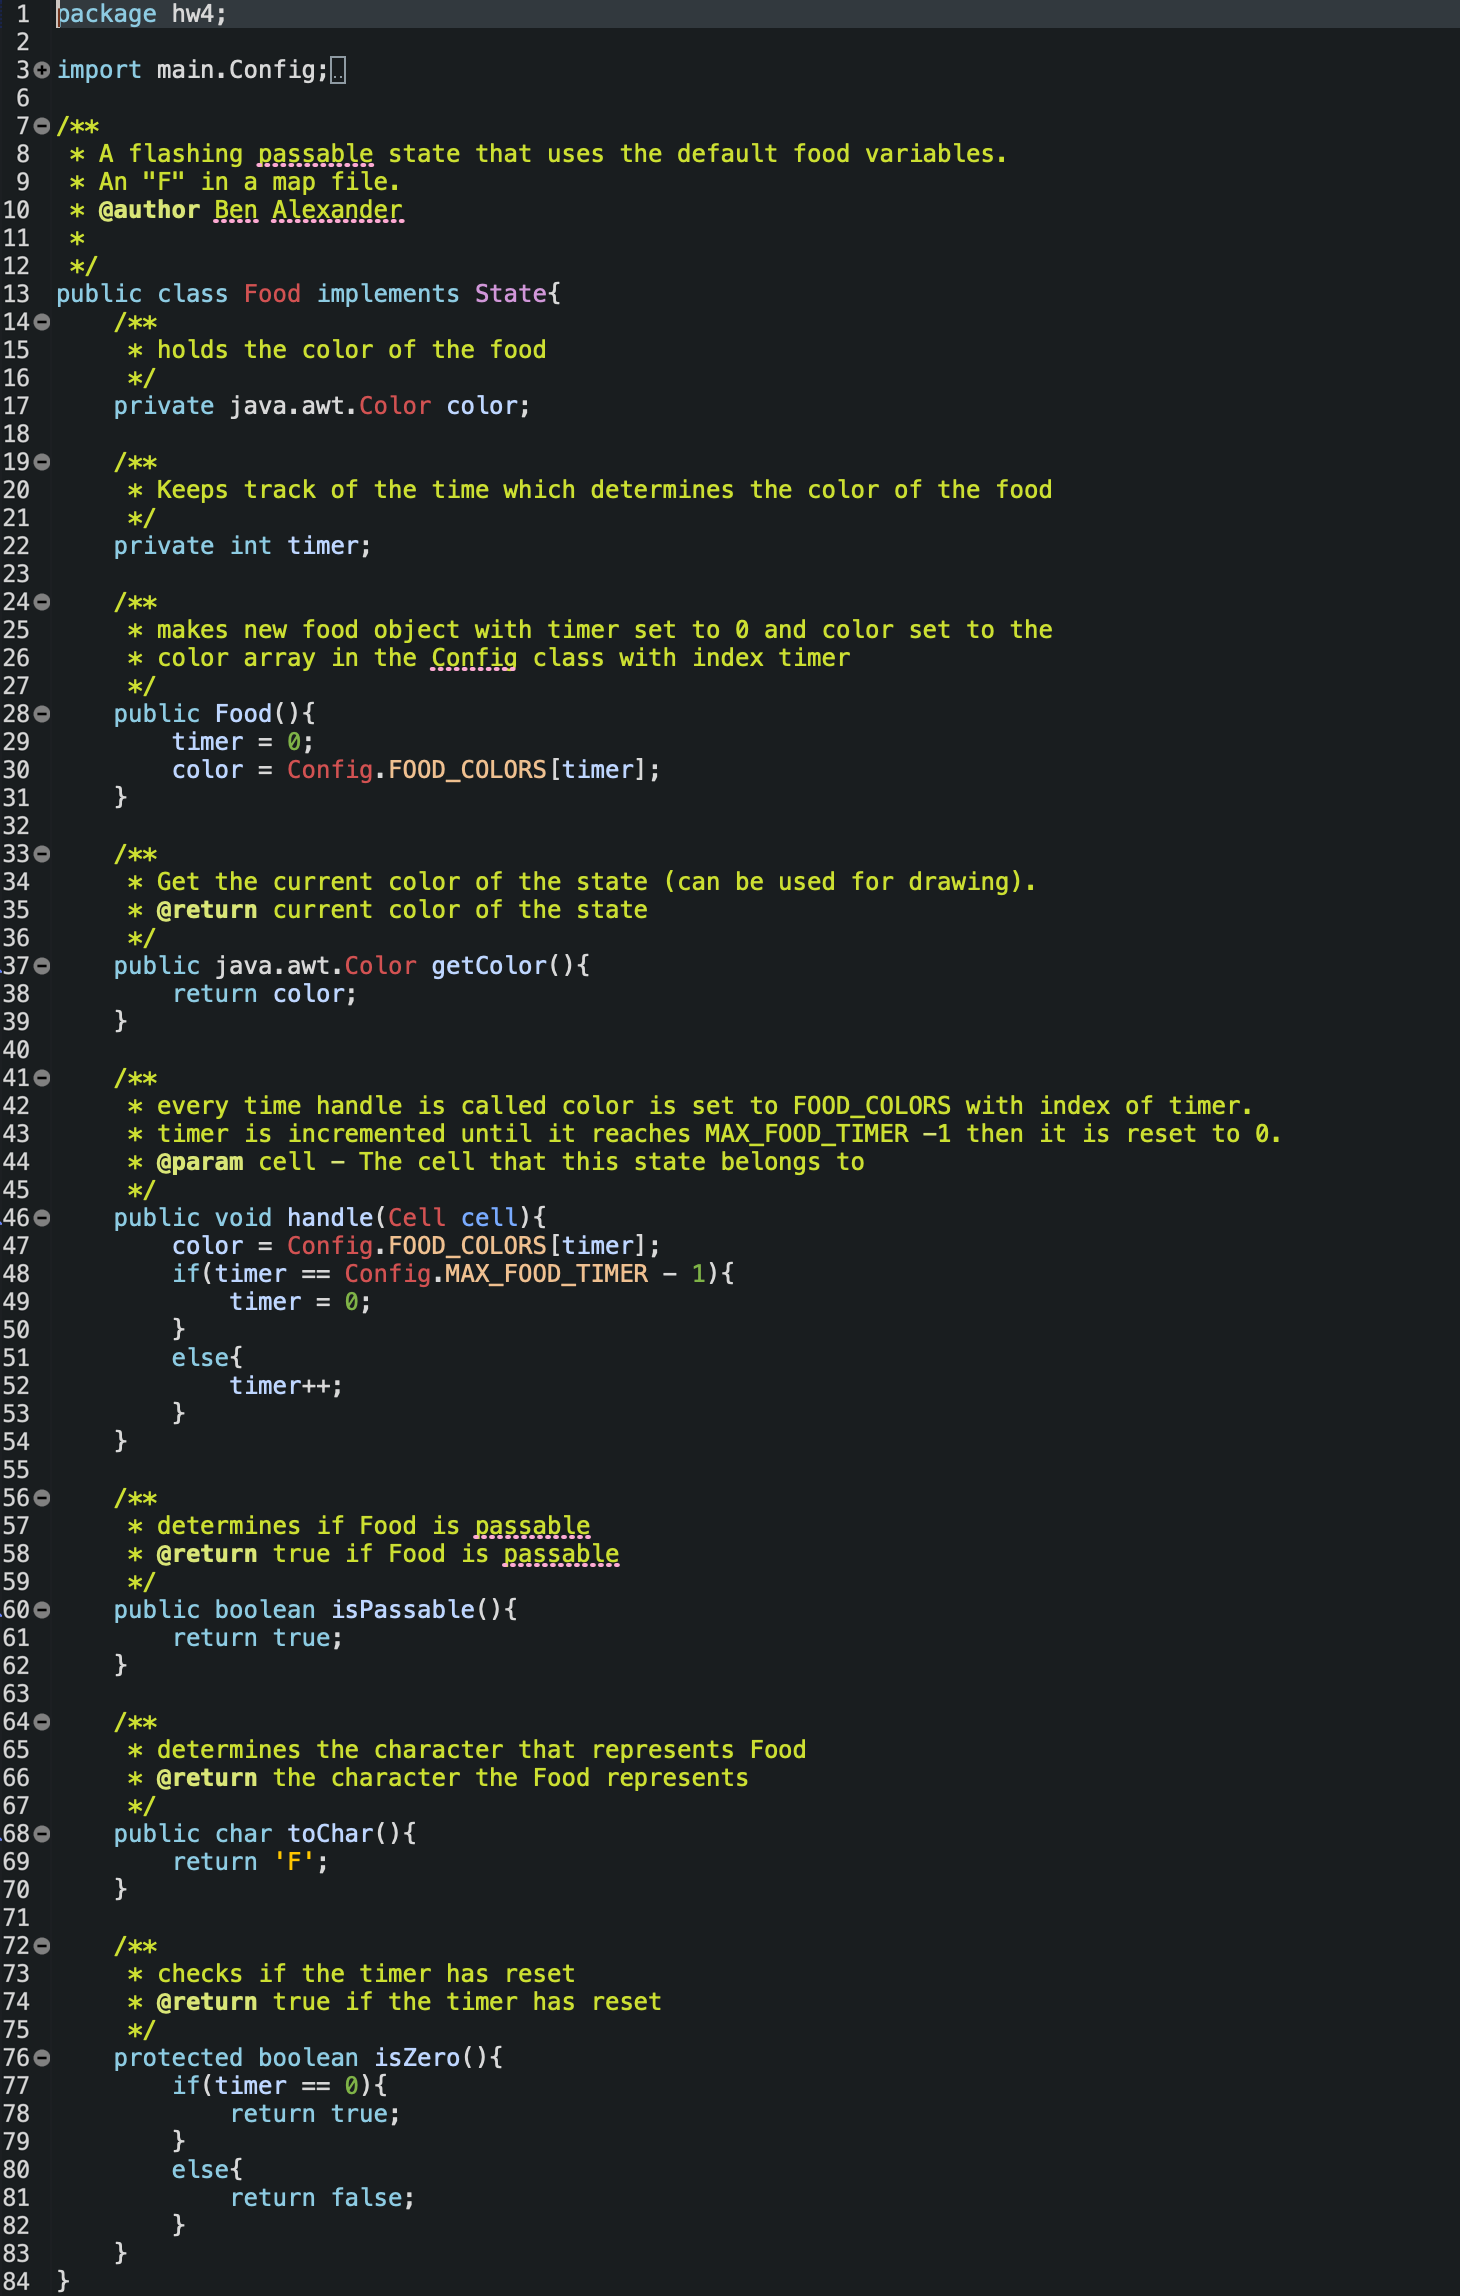 1 package hw4;
2
3 import main.Config;
6
7 /**
8 * A flashing passable state that uses the default food variables.
9 * An "F" in a map file.
10 * @author Ben Alexander
11 *
12 */
13 public class Food implements State{
14 /**
15 * holds the color of the food
16 */
17 private java.awt.Color color;
18
19 /**
20 * Keeps track of the time which determines the color of the food
21 */
22 private int timer;
23
24 /**
25 * makes new food object with timer set to 0 and color set to the
26 * color array in the Config class with index timer
27 */
28 public Food(){
29 timer = 0;
30 color = Config.FOOD_COLORS[timer];
31 }
32
33 /**
34 * Get the current color of the state (can be used for drawing).
35 * @return current color of the state
36 */
37 public java.awt.Color getColor(){
38 return color;
39 }
40
41 /**
42 * every time handle is called color is set to FOOD_COLORS with index of timer.
43 * timer is incremented until it reaches MAX_FOOD_TIMER -1 then it is reset to 0.
44 * @param cell - The cell that this state belongs to
45 */
46 public void handle(Cell cell){
47 color = Config.FOOD_COLORS[timer];
48 if(timer == Config.MAX_FOOD_TIMER - 1){
49 timer = 0;
50 }
51 else{
52 timer++;
53 }
54 }
55
56 /**
57 * determines if Food is passable
58 * @return true if Food is passable
59 */
60 public boolean isPassable(){
61 return true;
62 }
63
64 /**
65 * determines the character that represents Food
66 * @return the character the Food represents
67 */
68 public char toChar(){
69 return 'F';
70 }
71
72 /**
73 * checks if the timer has reset
74 * @return true if the timer has reset
75 */
76 protected boolean isZero(){
77 if(timer == 0){
78 return true;
79 }
80 else{
81 return false;
82 }
83 }
84 }